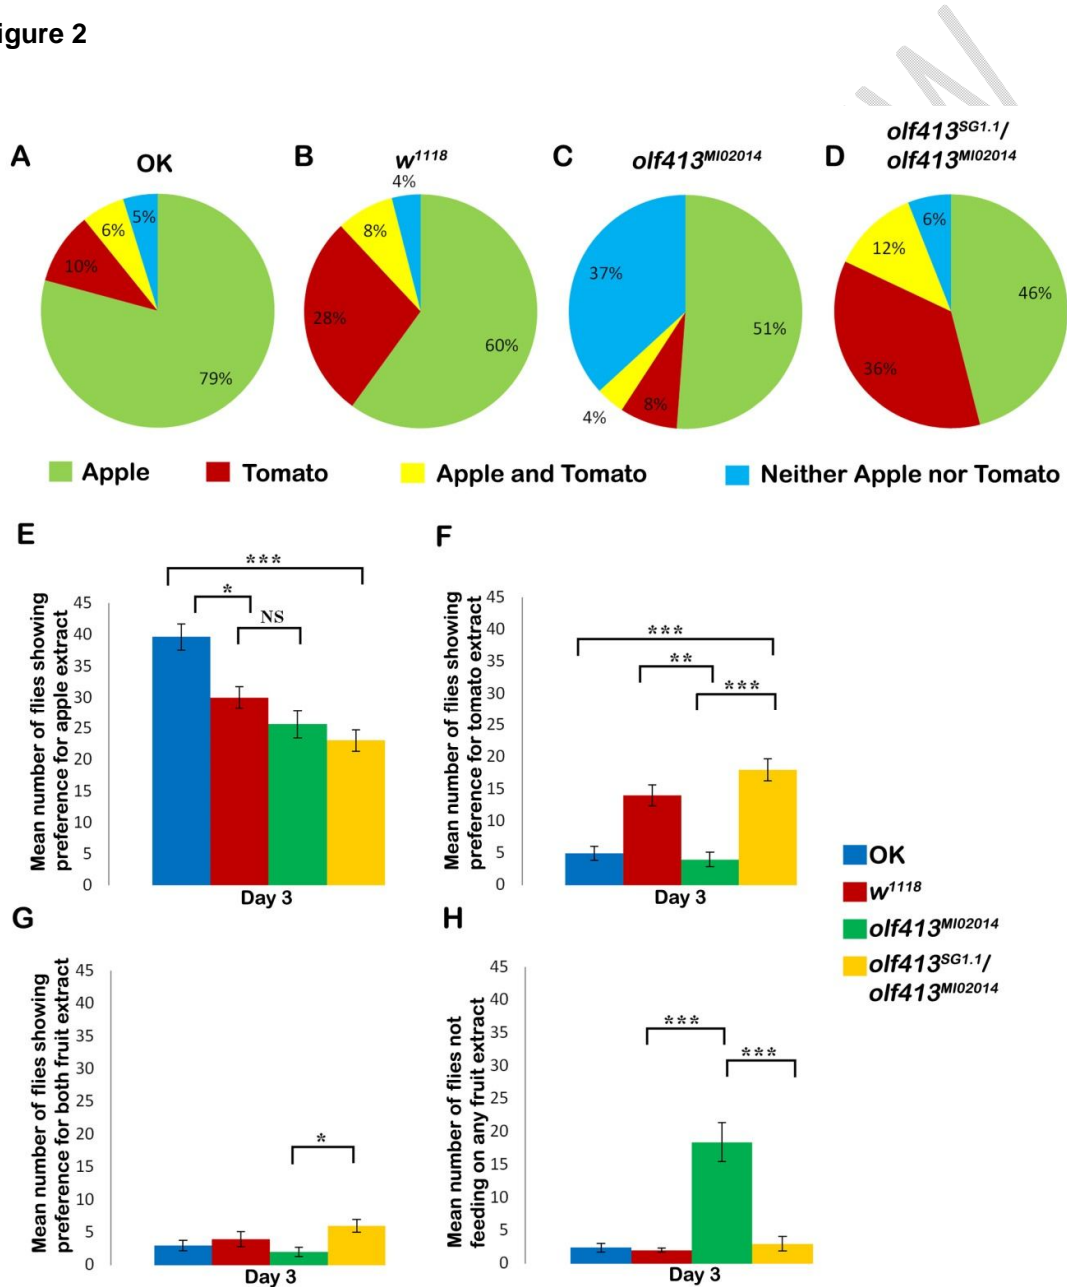 igure 2
A
OK
B
w1118
C
olf413MI02014
D
olf413SG1.1/
olf413MI02014
5%
6%
10%
79%
4%
8%
28%
60%
37%
51%
4%
8%
6%
12%
46%
36%
Apple
Tomato
Apple and Tomato
Neither Apple nor Tomato
E
Mean number of flies showing
preference for apple extract
45
40
35
30
25
20
15
10
5
0
***
*
NS
Day 3
F
Mean number of flies showing
preference for tomato extract
45
40
35
30
25
20
15
10
5
0
***
**
***
Day 3
OK
w1118
olf413MI02014
olf413SG1.1/
olf413MI02014
G
Mean number of flies showing
preference for both fruit extract
45
40
35
30
25
20
15
10
5
0
*
Day 3
H
Mean number of flies not
feeding on any fruit extract
45
40
35
30
25
20
15
10
5
0
***
***
Day 3